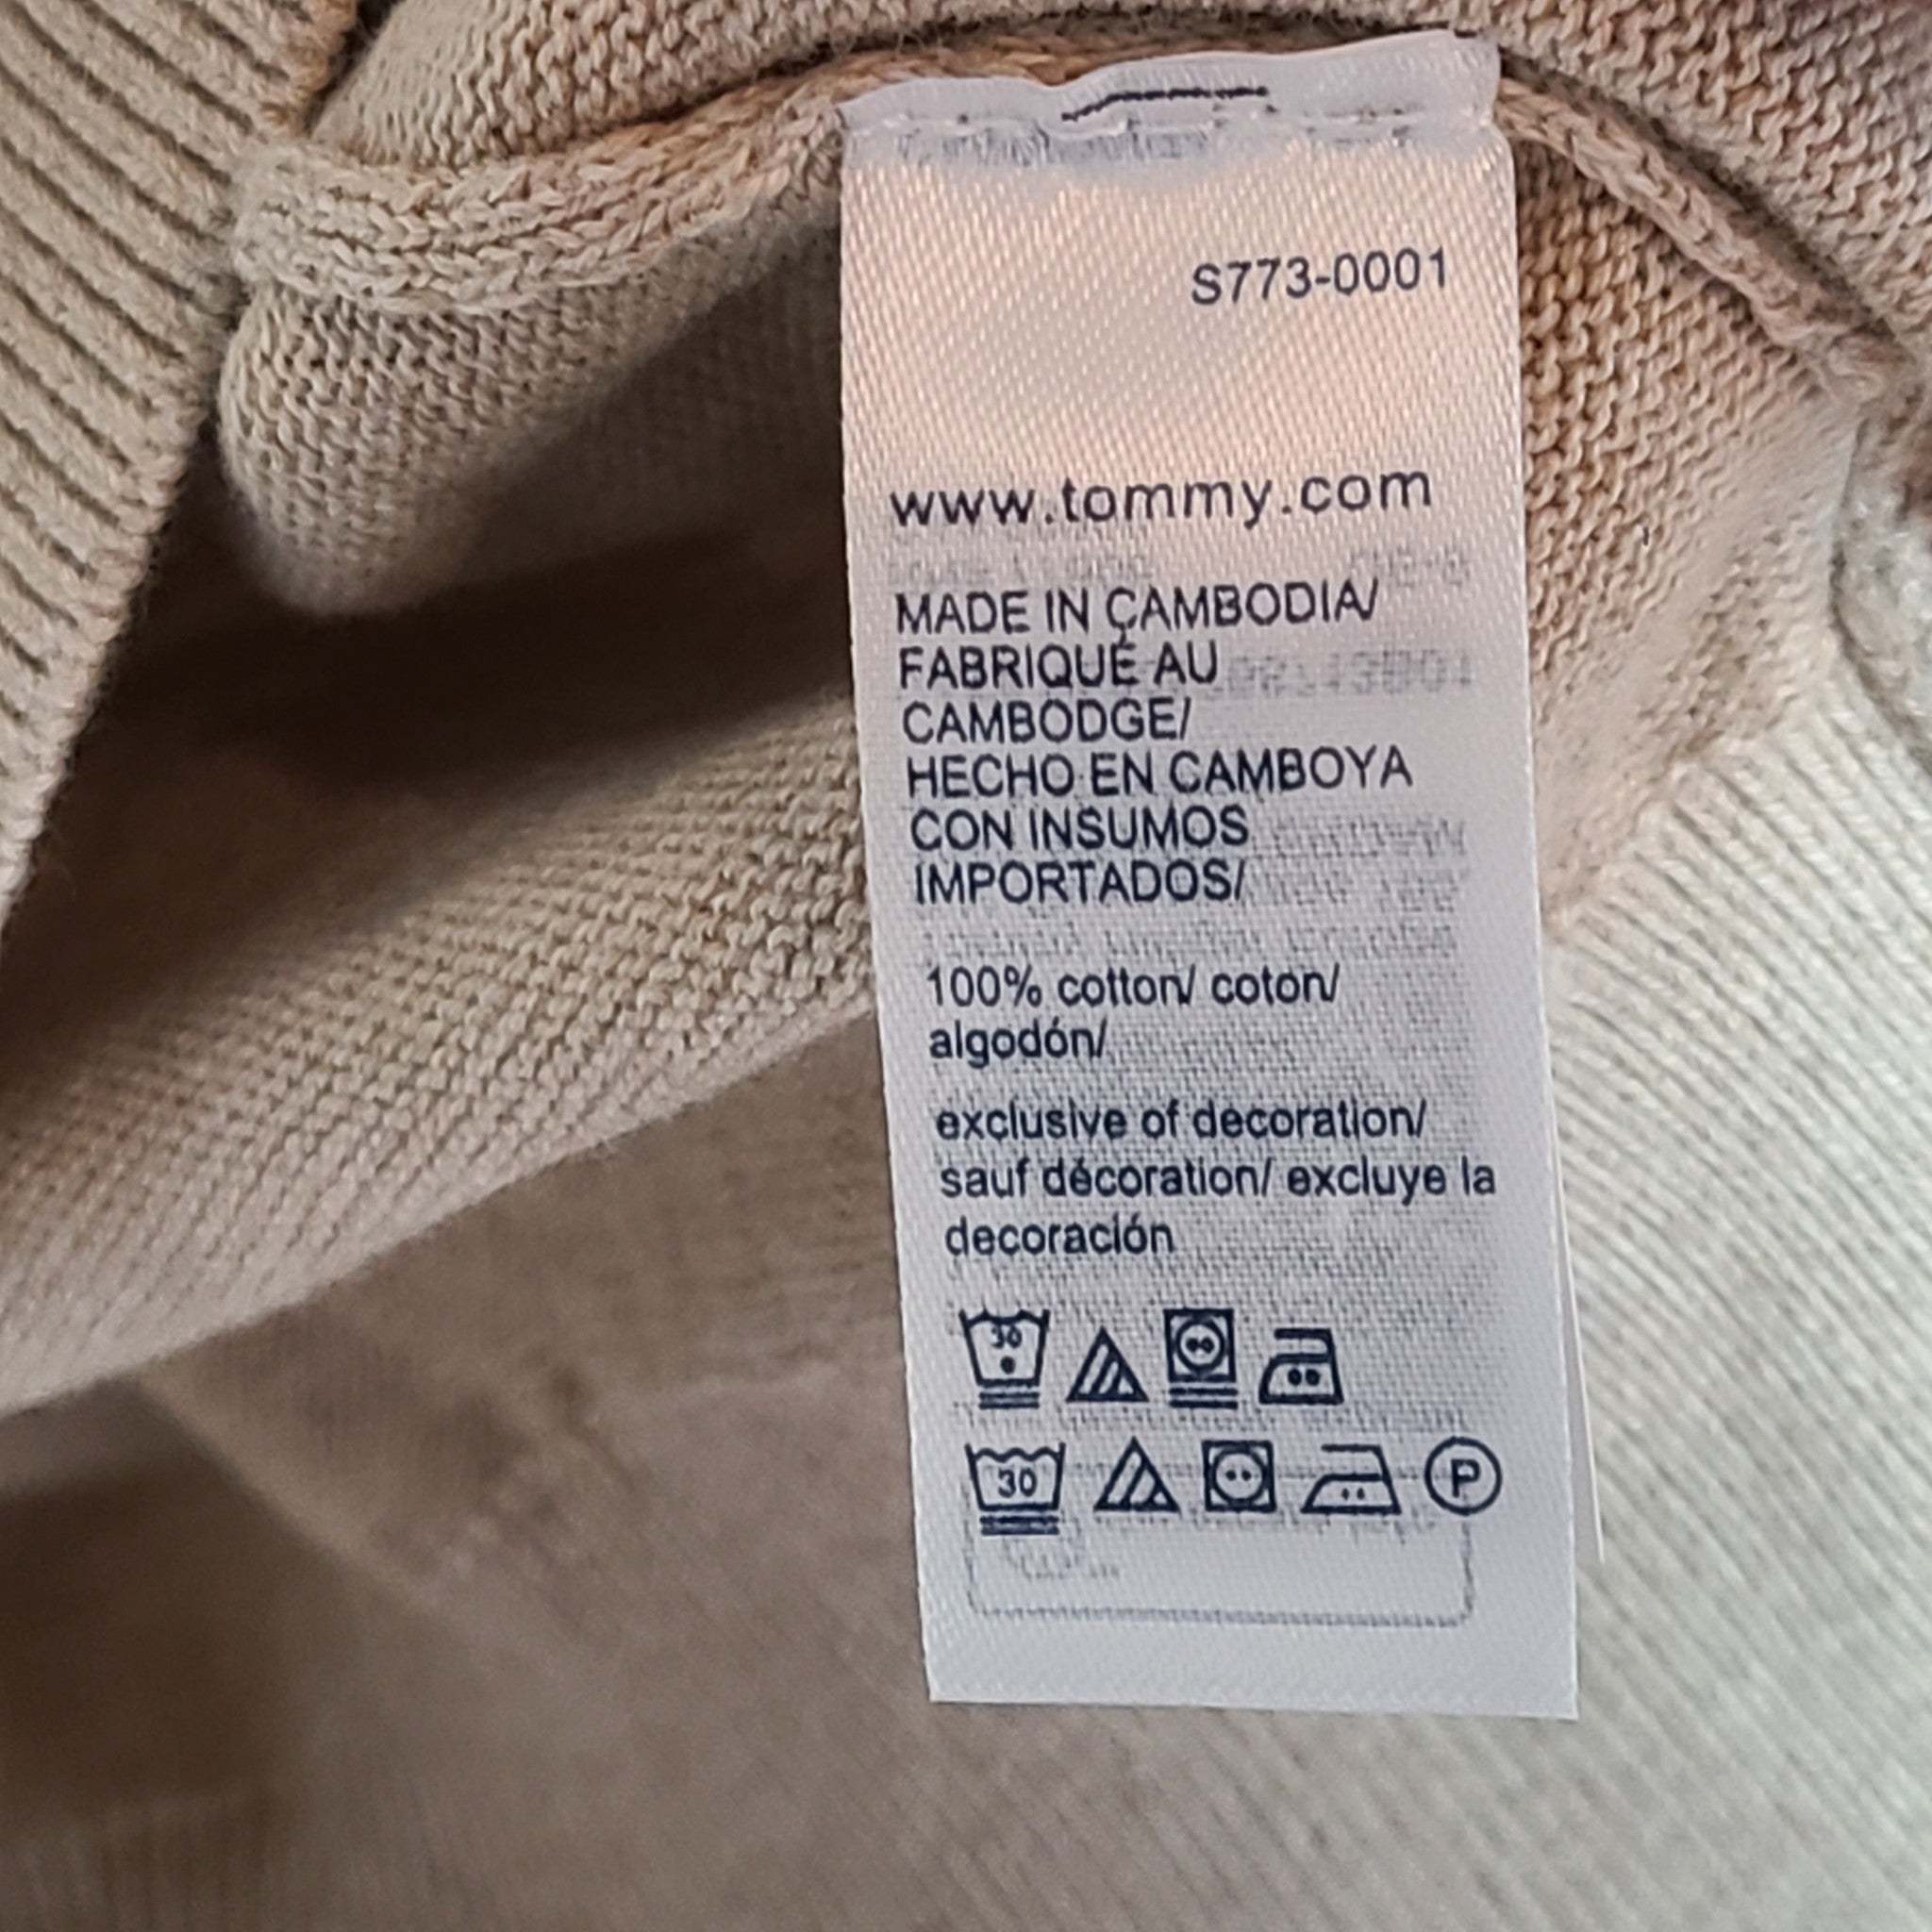 S773-0001
www.tommy.com
MADE IN CAMBODIA/
FABRIQUÉ AU
CAMBODGE/
HECHO EN CAMBOYA
CON INSUMOS
IMPORTADOS/
100% cotton/ coton/
algodón/
exclusive of decoration/
sauf décoration/ excluye la
decoración
30
30 P